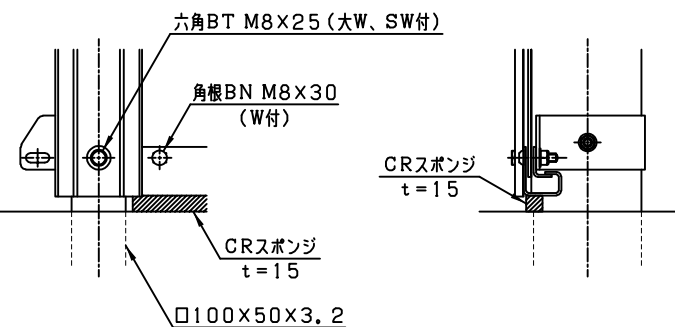 六角BT M8×25(大W、SW付)
角根BN M8×30
(W付)
CRスポンジ
t=15
CRスポンジ
t=15
□100×50×3.2